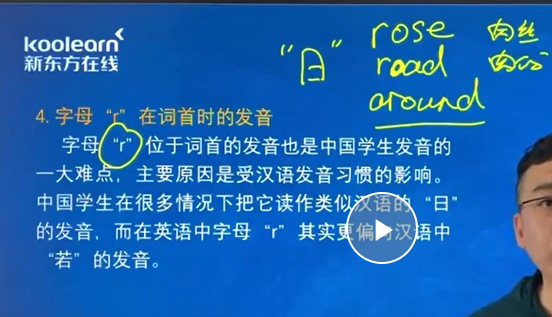 koolearn
新东方在线
“日”
rose 肉丝
road
around
4. 字母 “r” 在词首时的发音
字母 “r” 位于词首的发音也是中国学生发音的
一大难点，主要原因是受汉语发音习惯的影响。
中国学生在很多情况下把它读作类似汉语的 “日”
的发音，而在英语中字母 “r” 其实更偏 汉语中
“若” 的发音。